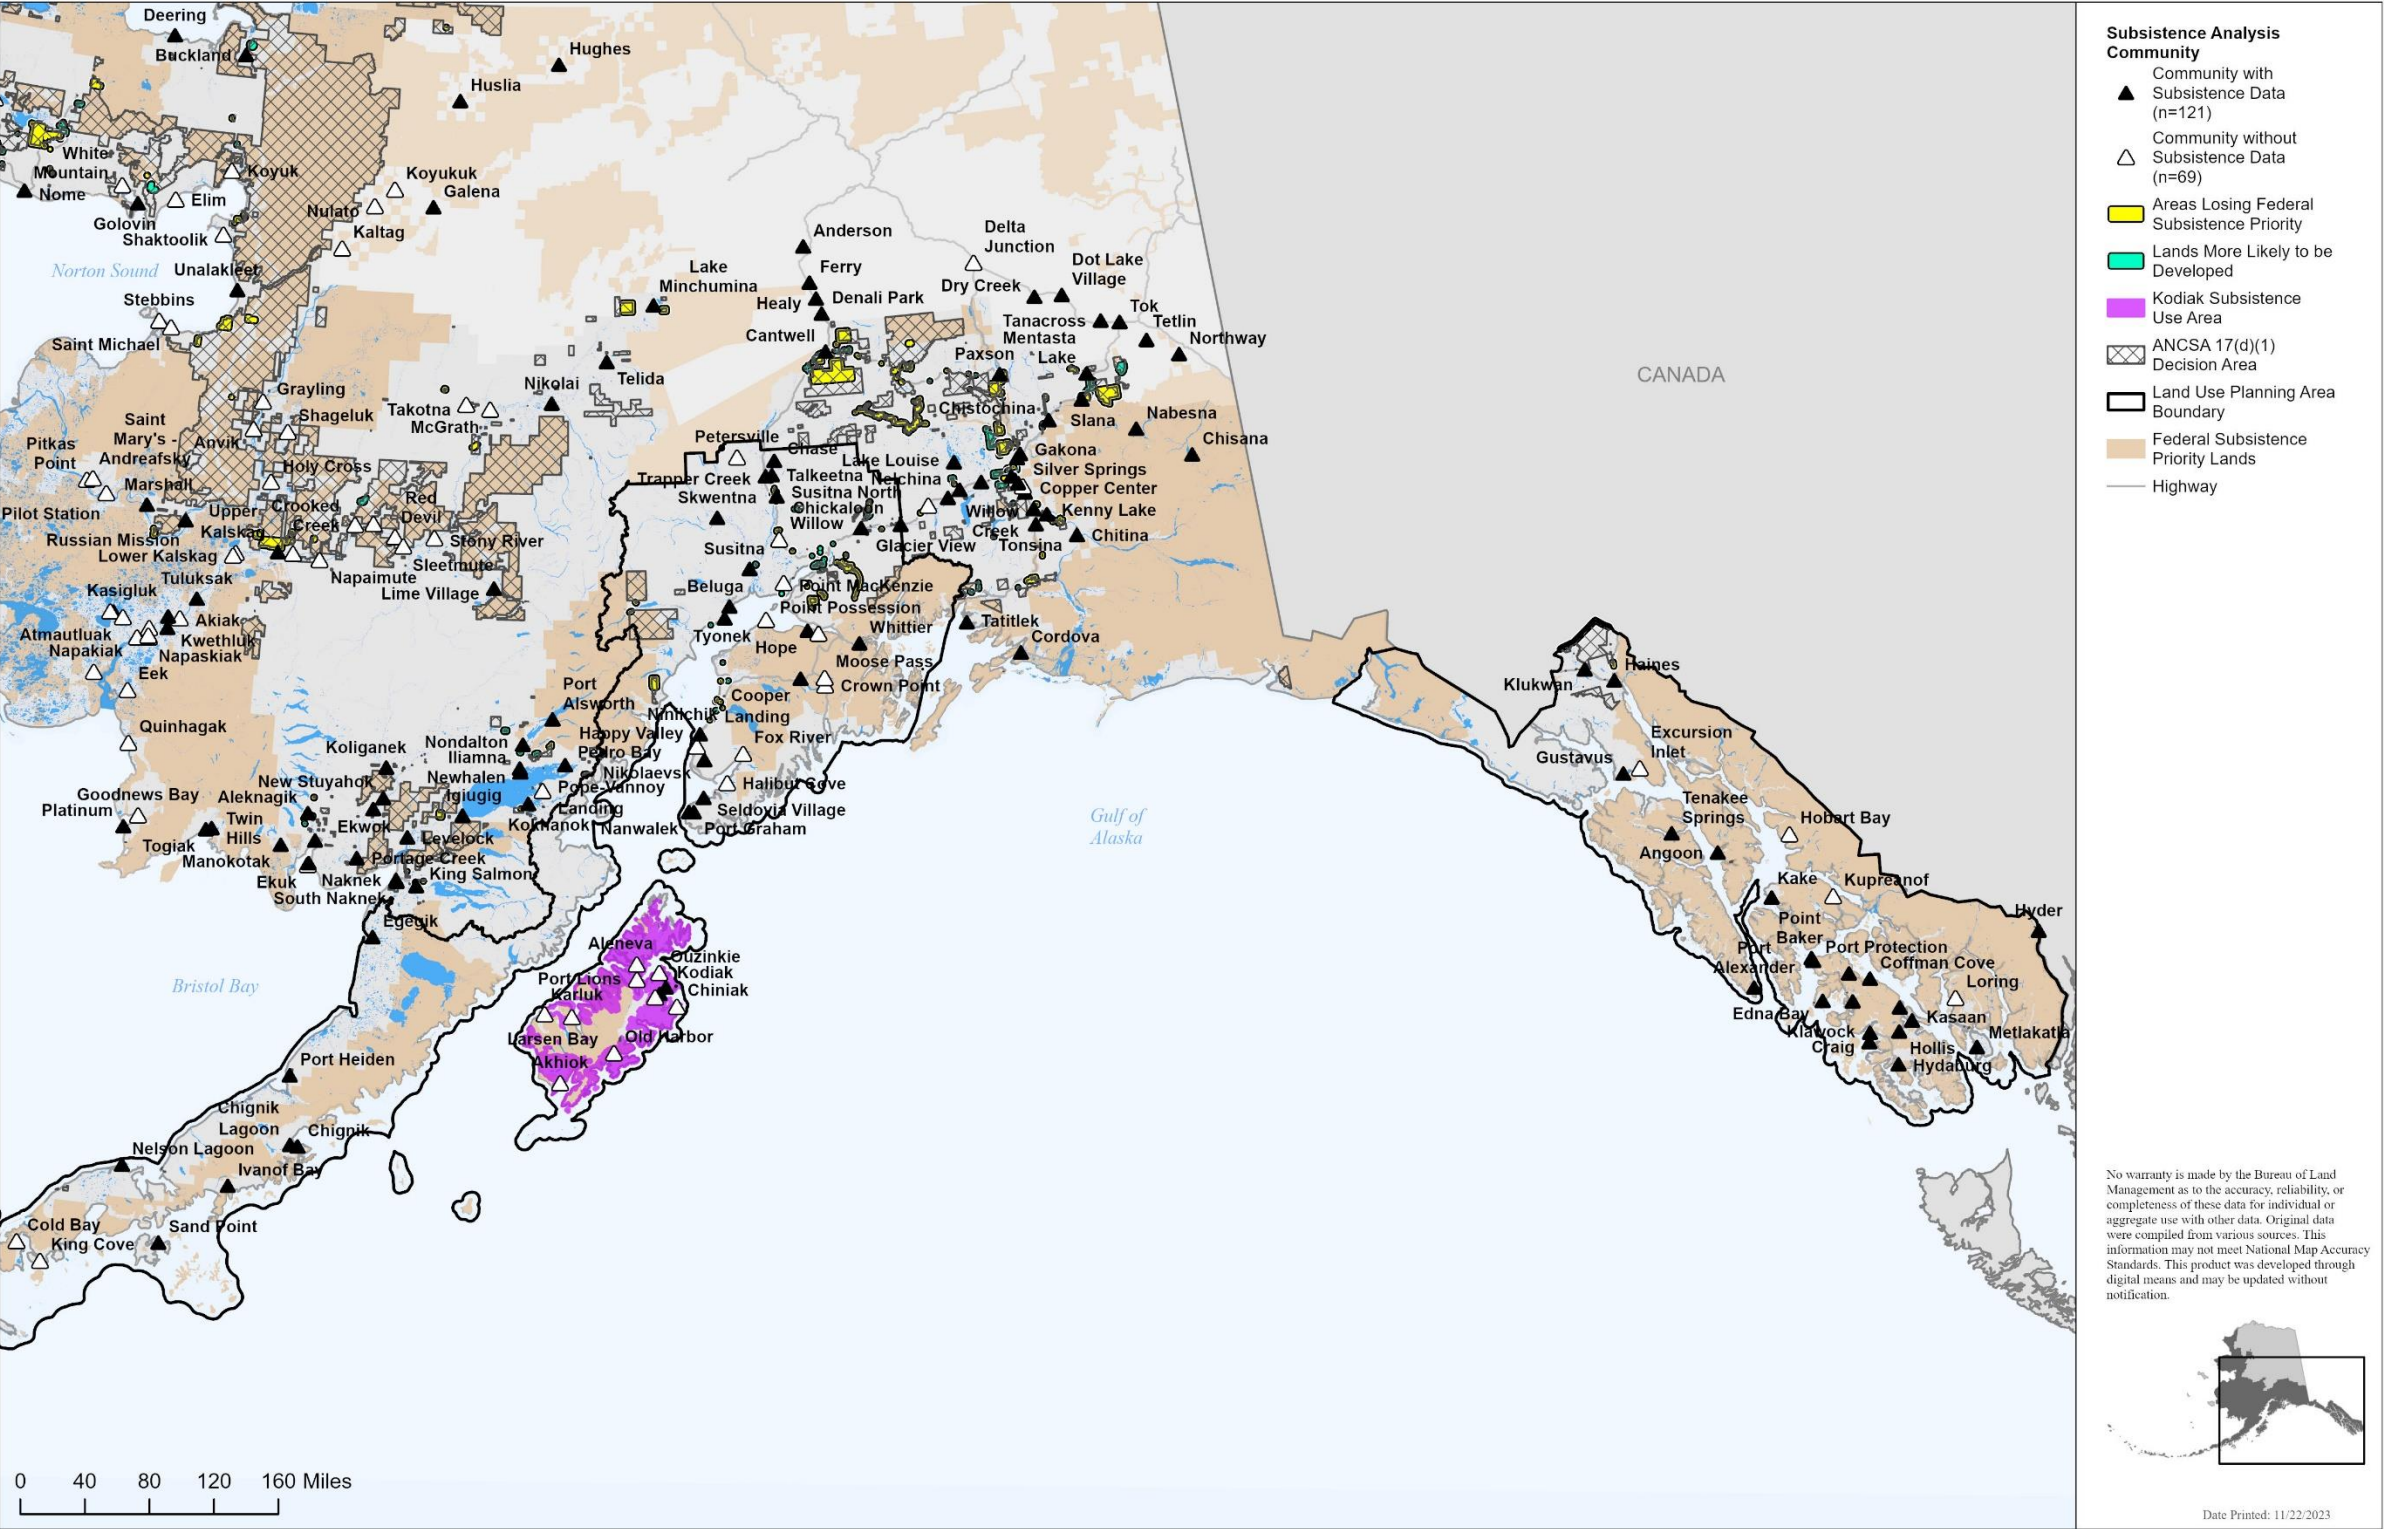 Deering
Buckland
Hughes
Huslia
White
Mountain
Nome
Koyuk
Koyukuk
Galena
Elim
Nulato
Golovin
Shaktoolik
Kaltag
Norton Sound
Unalakleet
Stebbins
Saint Michael
Anderson
Delta
Junction
Lake
Minchumina
Ferry
Healy
Denali Park
Dry Creek
Dot Lake
Village
Cantwell
Tok
Tanacross
Tetlin
Mentasta
Lake
Northway
Paxson
CANADA
Nikolai
Telida
Grayling
Shageluk
Takotna
McGrath
Chistochina
Slana
Nabesna
Chisana
Saint
Mary's -
Andreafsky
Pitkas
Point
Anvik
Holy Cross
Petersville
Chase
Lake Louise
Gakona
Trapper Creek
Talkeetna
Nelchina
Silver Springs
Skwentna
Susitna North
Copper Center
Marshall
Chickaloon
Willow
Willow
Creek
Kenny Lake
Pilot Station
Upper
Kalskag
Crooked
Creek
Red
Devil
Russian Mission
Stony River
Lower Kalskag
Susitna
Glacier View
Tonsina
Chitina
Sleetmute
Tuluksak
Napaimute
Lime Village
Kasigluk
Beluga
Point MacKenzie
Point Possession
Akiak
Atmautluak
Kwethluk
Napakiak
Napaskiak
Tyonek
Whittier
Tatitlek
Hope
Cordova
Eek
Moose Pass
Port
Alsworth
Cooper
Landing
Crown Point
Quinhagak
Ninilchik
Happy Valley
Fox River
Koliganek
Nondalton
Iliamna
Pedro Bay
Newhalen
Nikolaevsk
New Stuyahok
Igiugig
Pope-Vannoy
Landing
Halibut Cove
Goodnews Bay
Aleknagik
Platinum
Twin
Hills
Ekwok
Kokhanok
Nanwalek
Seldovia Village
Port Graham
Togiak
Levelock
Manokotak
Portage Creek
Ekuk
Naknek
King Salmon
South Naknek
Egegik
Gulf of
Alaska
Bristol Bay
Aleneva
Ouzinkie
Port Lions
Kodiak
Karluk
Chiniak
Larsen Bay
Old Harbor
Akhiok
Port Heiden
Chignik
Lagoon
Chignik
Nelson Lagoon
Ivanof Bay
Cold Bay
Sand Point
King Cove
Haines
Klukwan
Excursion
Inlet
Gustavus
Tenakee
Springs
Hobart Bay
Angoon
Kake
Kupreanof
Hyder
Point
Baker
Port Protection
Port
Alexander
Coffman Cove
Loring
Edna Bay
Kasaan
Klawock
Metlakatla
Craig
Hollis
Hydaburg
0 40 80 120 160 Miles
Subsistence Analysis
Community
Community with
Subsistence Data
(n=121)
Community without
Subsistence Data
(n=69)
Areas Losing Federal
Subsistence Priority
Lands More Likely to be
Developed
Kodiak Subsistence
Use Area
ANCSA 17(d)(1)
Decision Area
Land Use Planning Area
Boundary
Federal Subsistence
Priority Lands
Highway
No warranty is made by the Bureau of Land
Management as to the accuracy, reliability, or
completeness of these data for individual or
aggregate use with other data. Original data
were compiled from various sources. This
information may not meet National Map Accuracy
Standards. This product was developed through
digital means and may be updated without
notification.
Date Printed: 11/22/2023